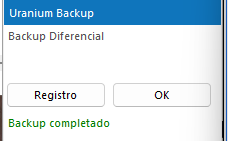 Uranium Backup
Backup Diferencial
Registro
OK
Backup completado